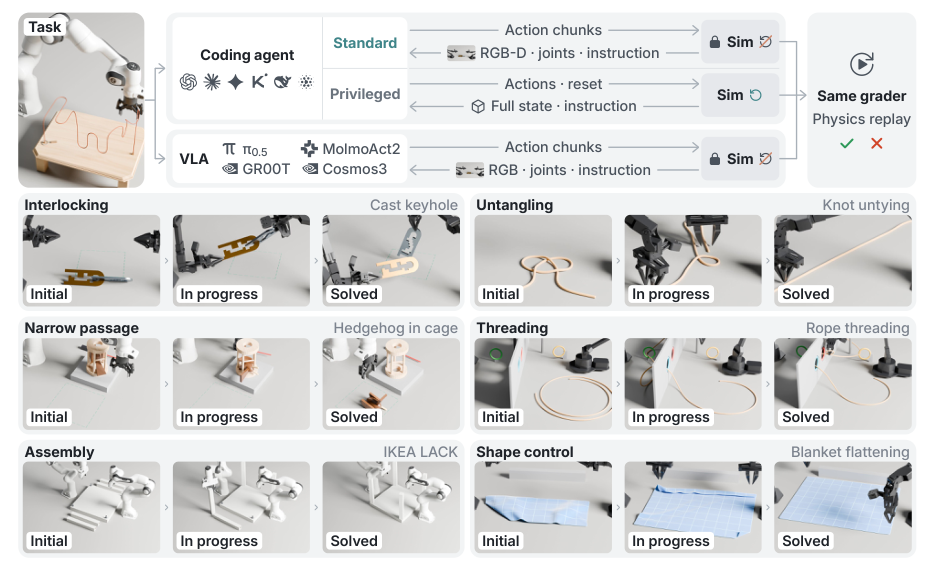 Task
Coding agent
Standard
Action chunks
RGB-D · joints · instruction
Sim
Privileged
Actions · reset
Full state · instruction
Sim
VLA
π π0.5
MolmoAct2
GR00T
Cosmos3
Action chunks
RGB · joints · instruction
Sim
Same grader
Physics replay
Interlocking
Cast keyhole
Initial
In progress
Solved
Untangling
Knot untying
Initial
In progress
Solved
Narrow passage
Hedgehog in cage
Initial
In progress
Solved
Threading
Rope threading
Initial
In progress
Solved
Assembly
IKEA LACK
Initial
In progress
Solved
Shape control
Blanket flattening
Initial
In progress
Solved